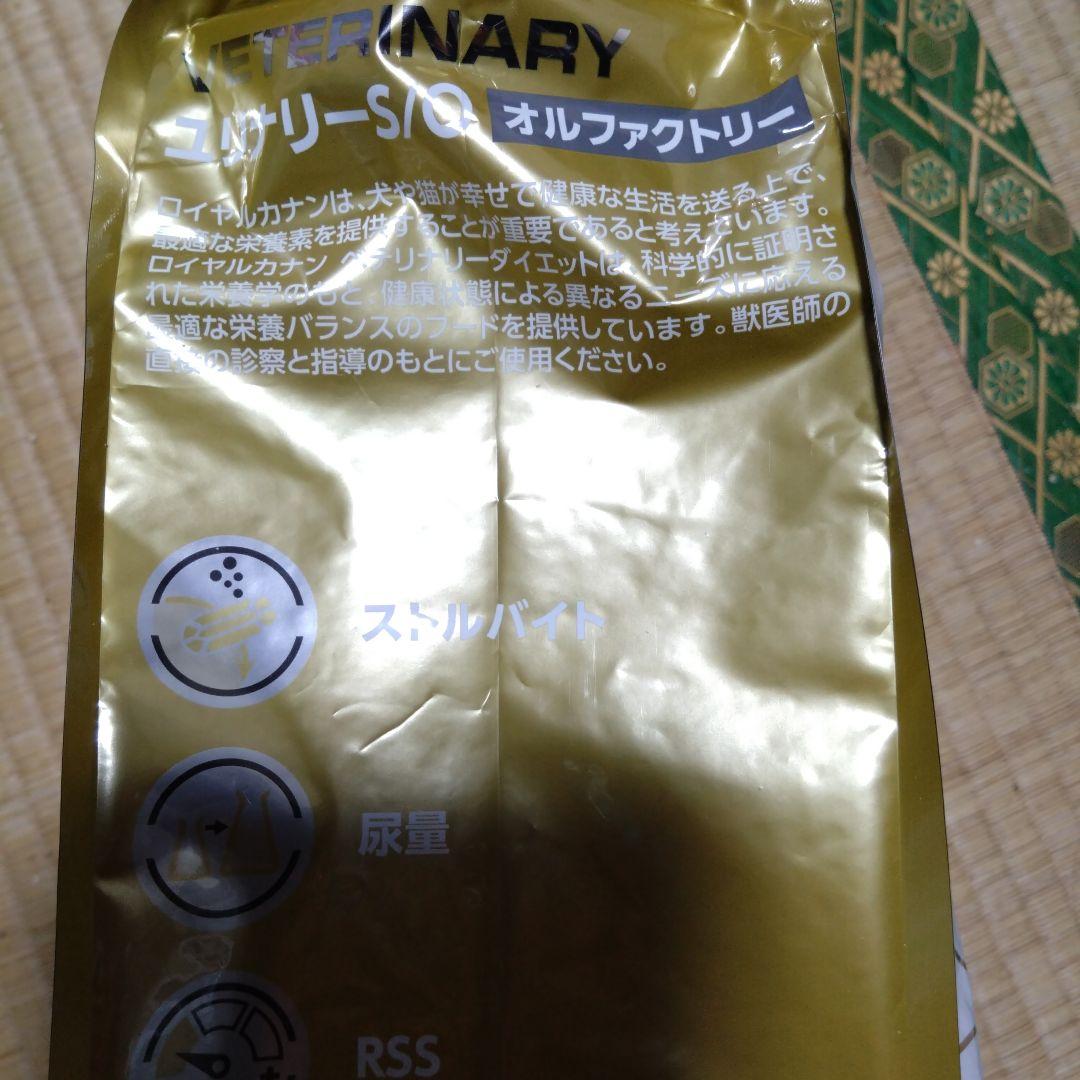 VETERINARY
ユリナリーS/O オルファクトリー
ロイヤルカナンは、犬や猫が幸せで健康な生活を送る上で、
最適な栄養素を提供することが重要であると考えています。
ロイヤルカナン ベテリナリーダイエットは、科学的に証明さ
れた栄養学のもと、健康状態による異なるニーズに応える
最適な栄養バランスのフードを提供しています。獣医師の
直接の診察と指導のもとにご使用ください。
ストルバイト
尿量
RSS